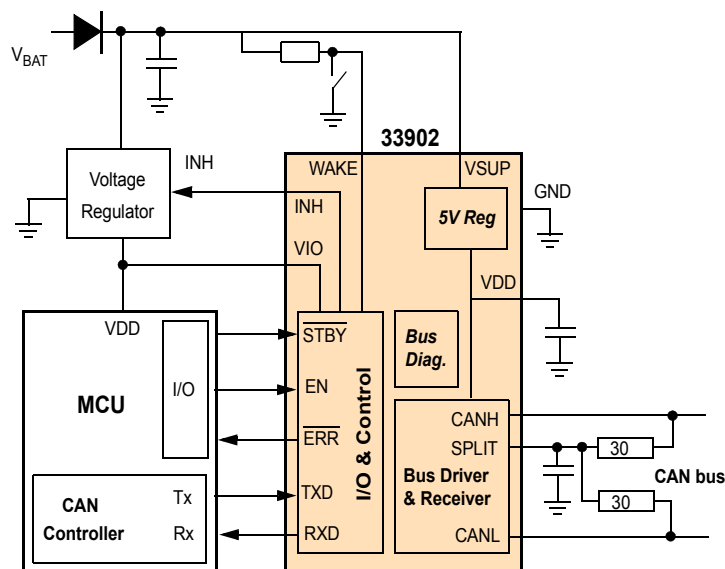 V_BAT
33902
WAKE
VSUP
INH
Voltage
Regulator
INH
GND
5V Reg
VIO
VDD
VDD
STBY
Bus
Diag.
MCU
I/O
EN
I/O & Control
CANH
ERR
SPLIT
30
CAN bus
Bus Driver
& Receiver
Tx
TXD
30
CAN
Controller
Rx
RXD
CANL